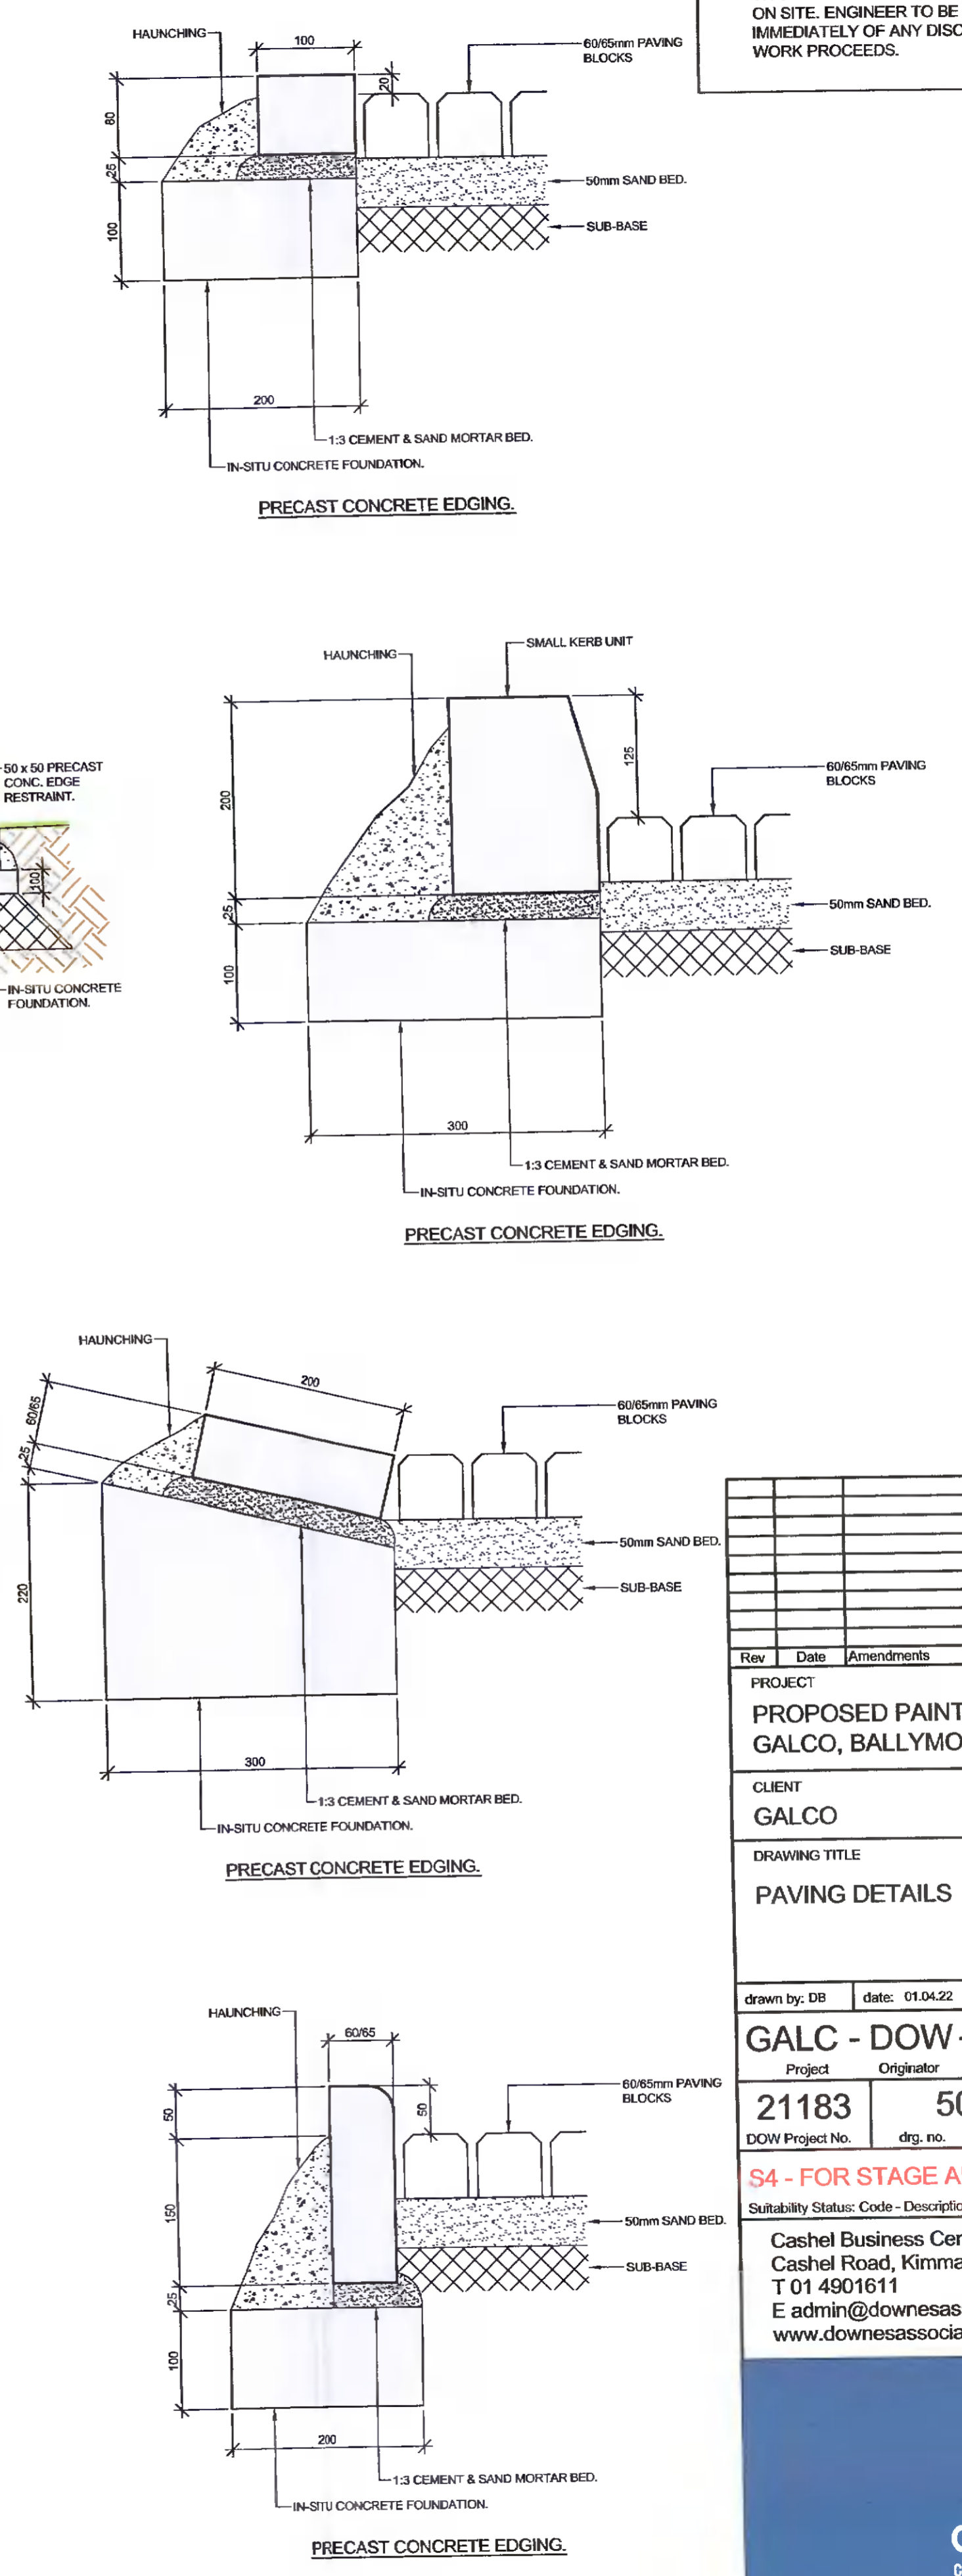 ON SITE. ENGINEER TO BE
IMMEDIATELY OF ANY DISC
WORK PROCEEDS.
HAUNCHING
100
60/65mm PAVING
BLOCKS
20
80
25
100
50mm SAND BED.
SUB-BASE
200
1:3 CEMENT & SAND MORTAR BED.
IN-SITU CONCRETE FOUNDATION.
PRECAST CONCRETE EDGING.
50 x 50 PRECAST
CONC. EDGE
RESTRAINT.
100
IN-SITU CONCRETE
FOUNDATION.
HAUNCHING
SMALL KERB UNIT
125
60/65mm PAVING
BLOCKS
200
25
100
50mm SAND BED.
SUB-BASE
300
1:3 CEMENT & SAND MORTAR BED.
IN-SITU CONCRETE FOUNDATION.
PRECAST CONCRETE EDGING.
HAUNCHING
200
60/65
25
220
60/65mm PAVING
BLOCKS
50mm SAND BED.
SUB-BASE
300
1:3 CEMENT & SAND MORTAR BED.
IN-SITU CONCRETE FOUNDATION.
PRECAST CONCRETE EDGING.
HAUNCHING
60/65
50
50
60/65mm PAVING
BLOCKS
150
25
100
50mm SAND BED.
SUB-BASE
200
1:3 CEMENT & SAND MORTAR BED.
IN-SITU CONCRETE FOUNDATION.
PRECAST CONCRETE EDGING.
Rev Date Amendments
PROJECT
PROPOSED PAINT
GALCO, BALLYMO
CLIENT
GALCO
DRAWING TITLE
PAVING DETAILS
drawn by: DB date: 01.04.22
GALC - DOW -
Project Originator
21183 50
DOW Project No. drg. no.
S4 - FOR STAGE A
Suitability Status: Code - Descriptio
Cashel Business Cen
Cashel Road, Kimma
T 01 4901611
E admin@downesass
www.downesassocia